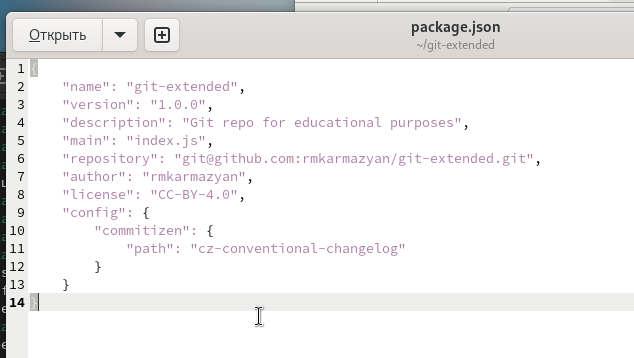 Открыть
package.json
~/git-extended
1 {
2 "name": "git-extended",
3 "version": "1.0.0",
4 "description": "Git repo for educational purposes",
5 "main": "index.js",
6 "repository": "git@github.com:rmkarmazyan/git-extended.git",
7 "author": "rmkarmazyan",
8 "license": "CC-BY-4.0",
9 "config": {
10 "commitizen": {
11 "path": "cz-conventional-changelog"
12 }
13 }
14 }